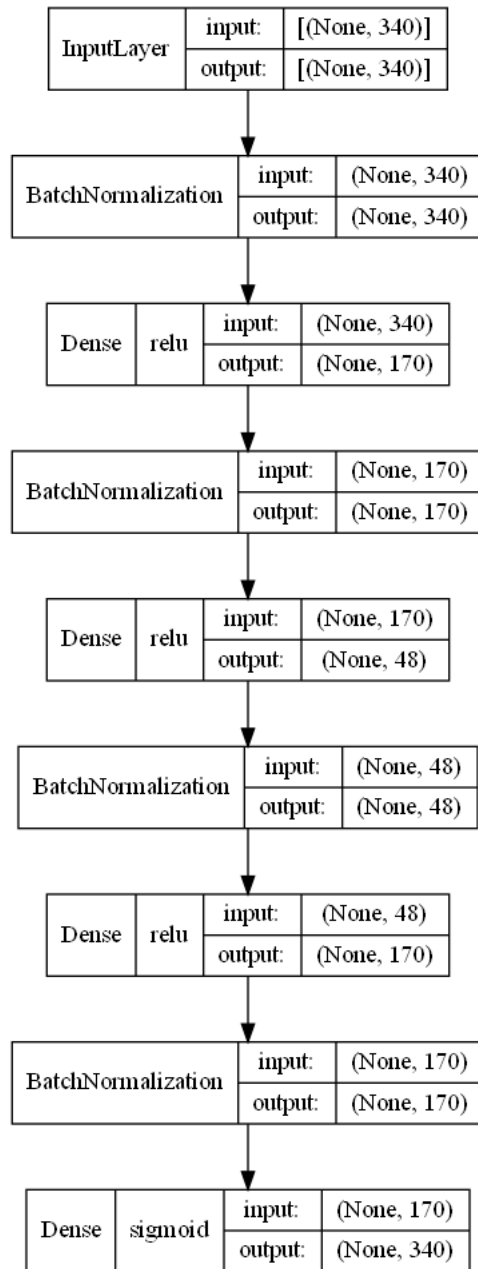 InputLayer input: [(None, 340)]
output: [(None, 340)]
BatchNormalization input: (None, 340)
output: (None, 340)
Dense relu input: (None, 340)
output: (None, 170)
BatchNormalization input: (None, 170)
output: (None, 170)
Dense relu input: (None, 170)
output: (None, 48)
BatchNormalization input: (None, 48)
output: (None, 48)
Dense relu input: (None, 48)
output: (None, 170)
BatchNormalization input: (None, 170)
output: (None, 170)
Dense sigmoid input: (None, 170)
output: (None, 340)